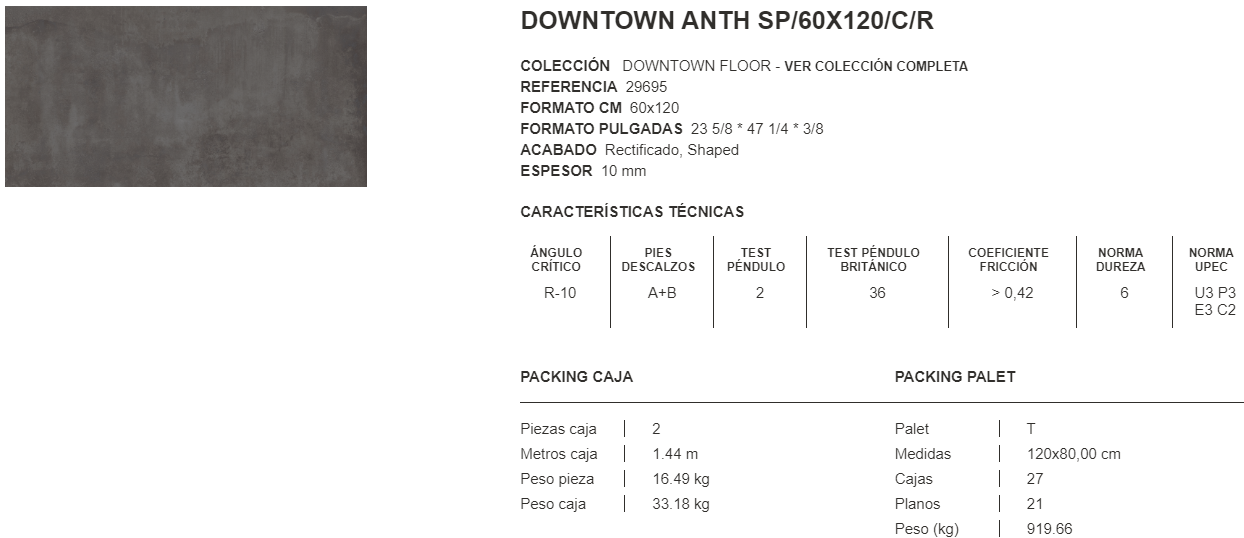 DOWNTOWN ANTH SP/60X120/C/R
COLECCIÓN DOWNTOWN FLOOR - VER COLECCIÓN COMPLETA
REFERENCIA 29695
FORMATO CM 60x120
FORMATO PULGADAS 23 5/8 * 47 1/4 * 3/8
ACABADO Rectificado, Shaped
ESPESOR 10 mm
CARACTERÍSTICAS TÉCNICAS
ÁNGULO
CRÍTICO
R-10
PIES
DESCALZOS
A+B
TEST
PÉNDULO
2
TEST PÉNDULO
BRITÁNICO
36
COEFICIENTE
FRICCIÓN
> 0,42
NORMA
DUREZA
6
NORMA
UPEC
U3 P3
E3 C2
PACKING CAJA
Piezas caja 2
Metros caja 1.44 m
Peso pieza 16.49 kg
Peso caja 33.18 kg
PACKING PALET
Palet T
Medidas 120x80,00 cm
Cajas 27
Planos 21
Peso (kg) 919.66